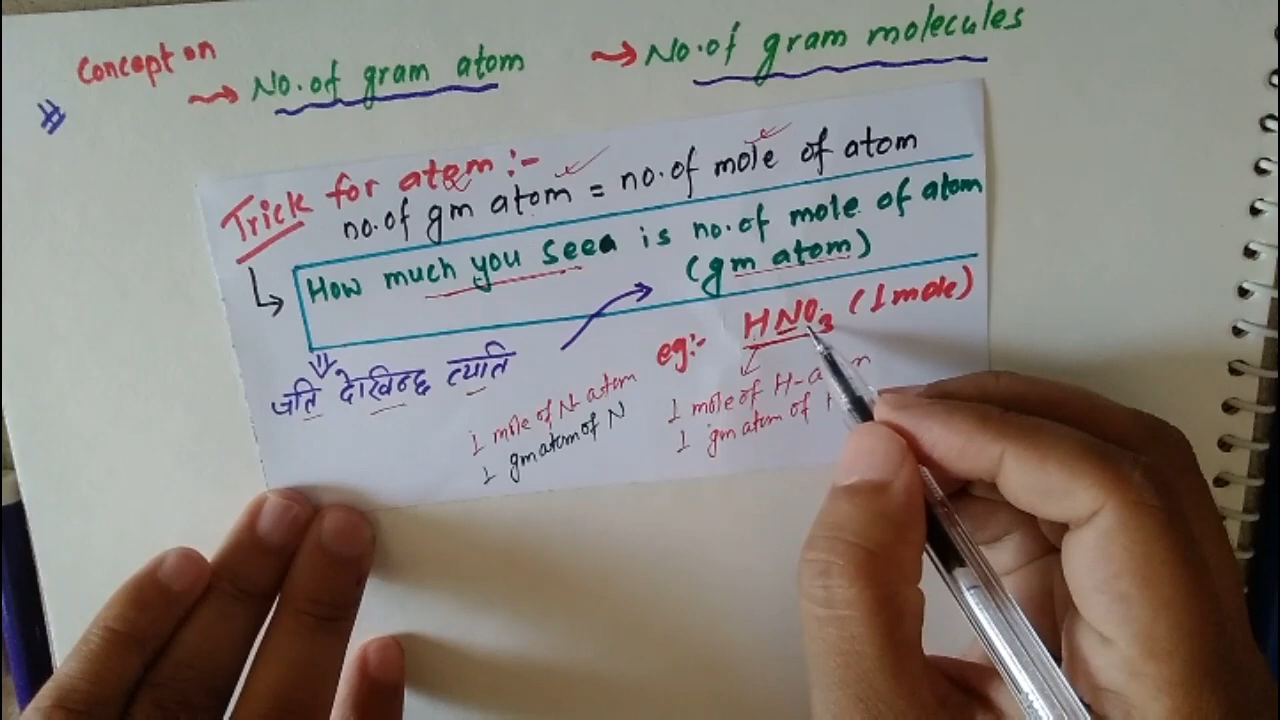 Concept on
→ No. of gram atom → No. of gram molecules
Trick for atom :-
no. of gm atom = no. of mole of atom
How much you seen is no. of mole of atom
(gm atom)
जति देखिन्छ त्यति
eg:- HNO₃ (1 mole)
1 mole of N atom
1 gm atom of N
1 mole of H-a
1 gm atom of